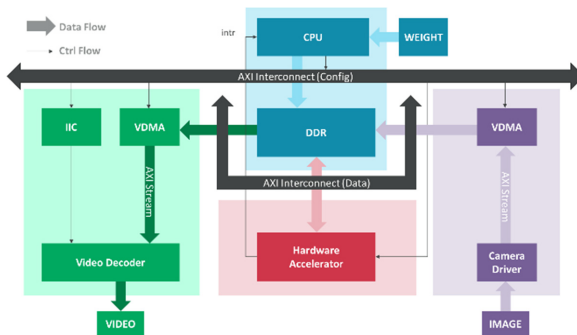 Data Flow
Ctrl Flow
intr
CPU
WEIGHT
AXI Interconnect (Config)
IIC
VDMA
DDR
VDMA
AXI Stream
AXI Interconnect (Data)
AXI Stream
Video Decoder
Hardware
Accelerator
Camera
Driver
VIDEO
IMAGE